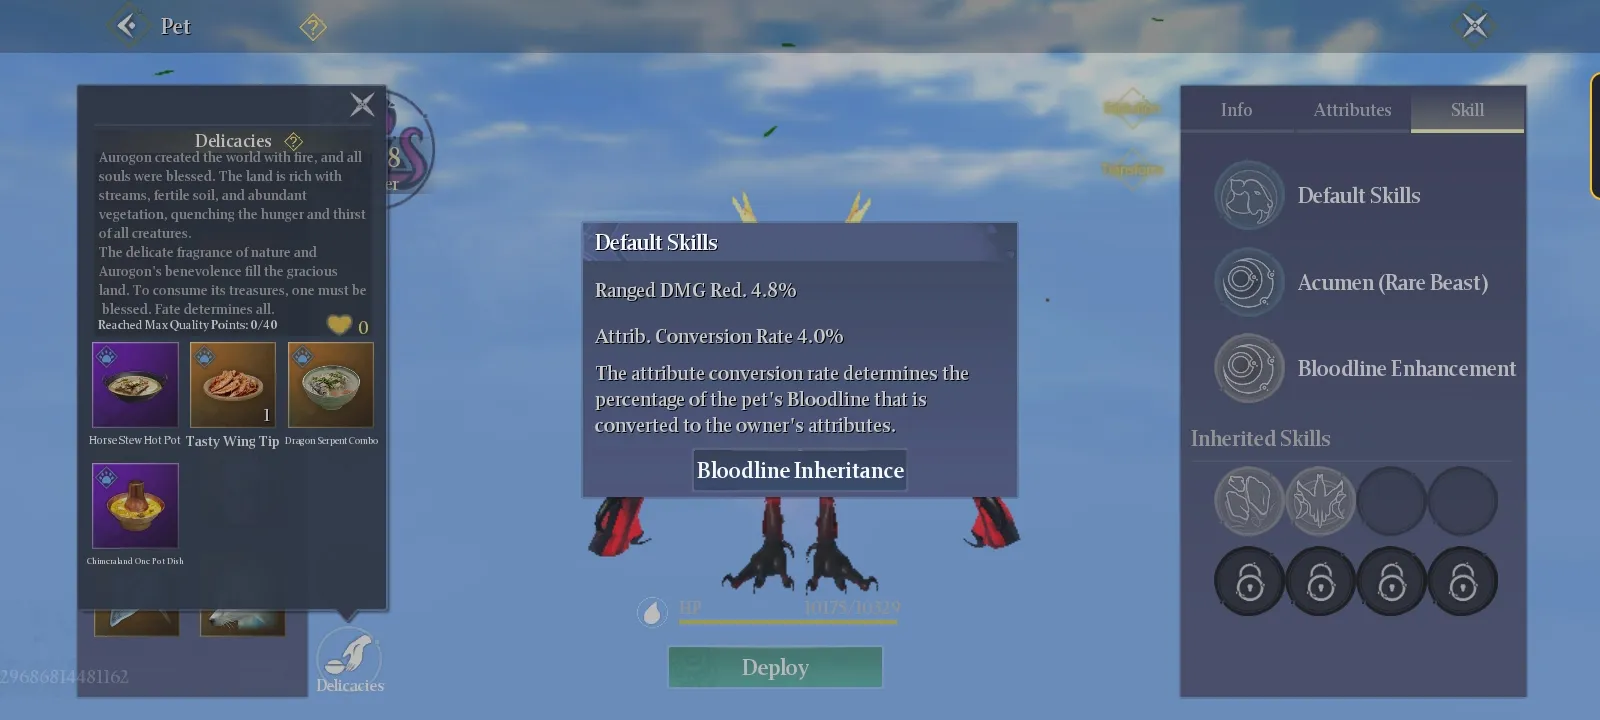 Pet
?
Delicacies ?
Aurogon created the world with fire, and all
souls were blessed. The land is rich with
streams, fertile soil, and abundant
vegetation, quenching the hunger and thirst
of all creatures.
The delicate fragrance of nature and
Aurogon's benevolence fill the gracious
land. To consume its treasures, one must be
blessed. Fate determines all.
Reached Max Quality Points: 0/40
0
1
Horse Stew Hot Pot
Tasty Wing Tip
Dragon Serpent Combo
Chimeraland One Pot Dish
Delicacies
29686814481162
8
er
Default Skills
Ranged DMG Red. 4.8%
Attrib. Conversion Rate 4.0%
The attribute conversion rate determines the
percentage of the pet's Bloodline that is
converted to the owner's attributes.
Bloodline Inheritance
HP
10175/10329
Deploy
Info
Attributes
Skill
Default Skills
Acumen (Rare Beast)
Bloodline Enhancement
Inherited Skills